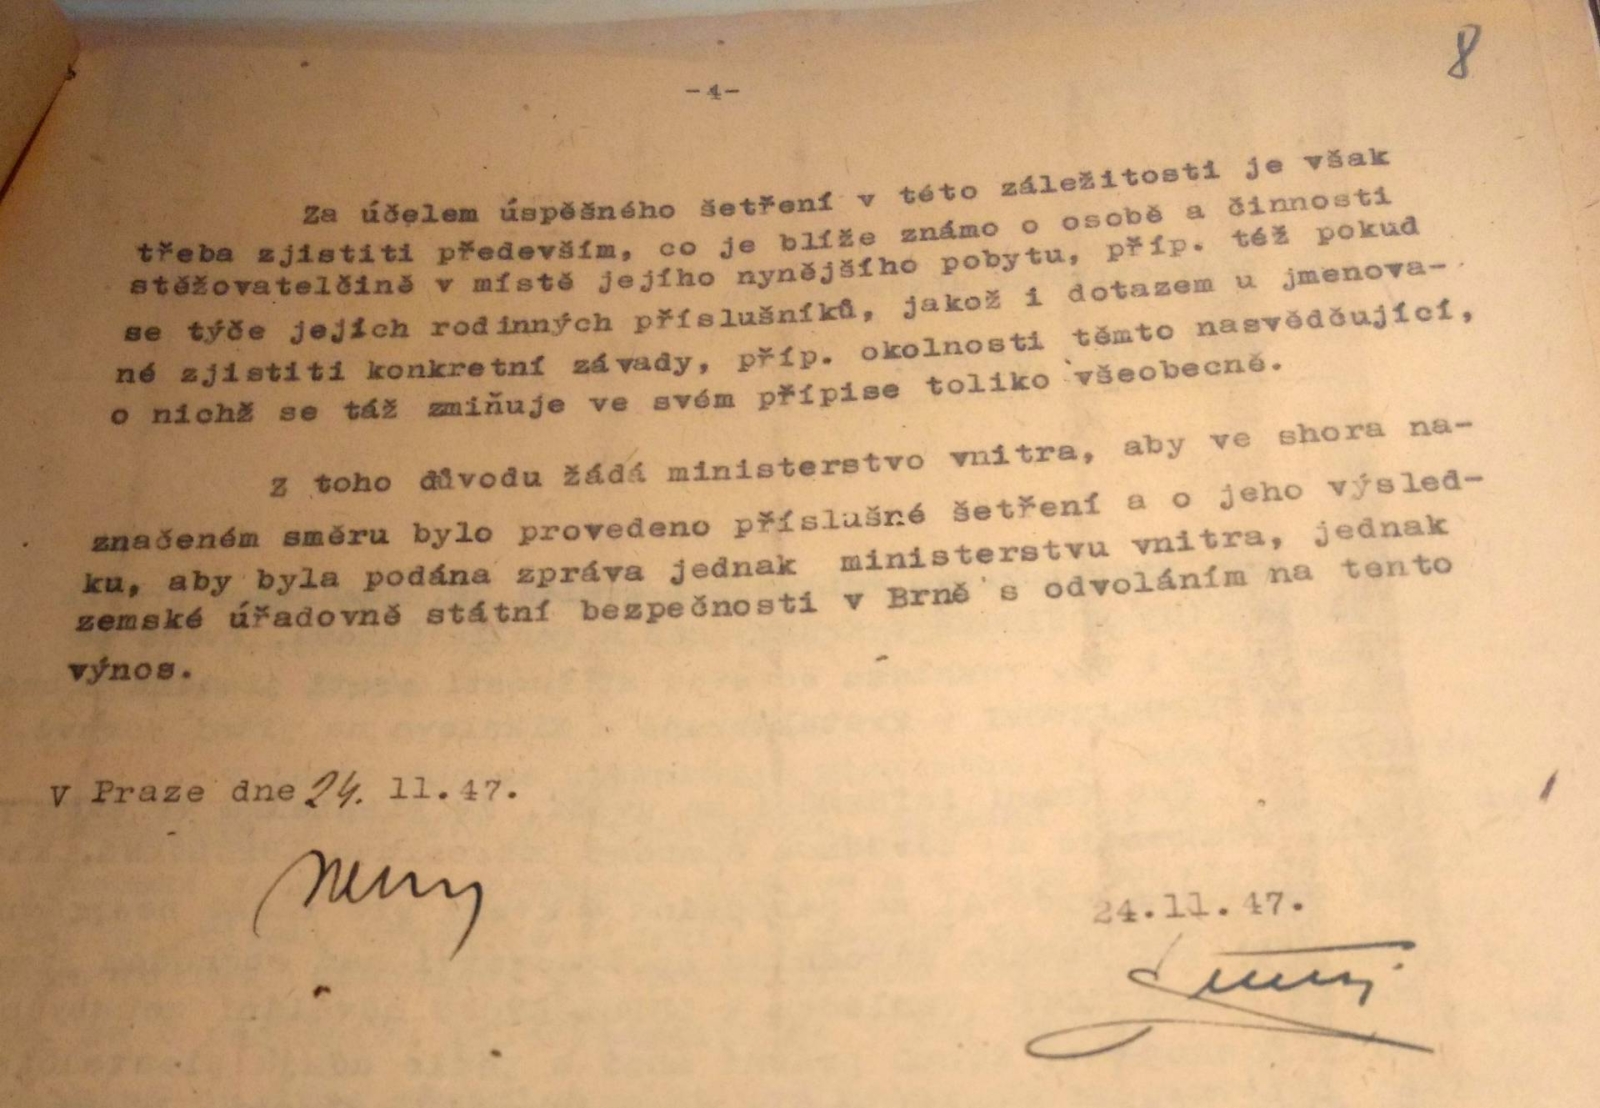 8
-4-
Za účelem úspěšného šetření v této záležitosti je však
třeba zjistiti především, co je blíže známo o osobě a činnosti
stěžovatelčině v místě jejího nynějšího pobytu, příp. též pokud
se týče jejích rodinných příslušníků, jakož i dotazem u jmenova-
né zjistiti konkretní závady, příp. okolnosti těmto nasvědčující,
o nichž se táž zmiňuje ve svém přípise toliko všeobecně.
Z toho důvodu žádá ministerstvo vnitra, aby ve shora na-
značeném směru bylo provedeno příslušné šetření a o jeho výsled-
ku, aby byla podána zpráva jednak ministerstvu vnitra, jednak
zemské úřadovně státní bezpečnosti v Brně s odvoláním na tento
výnos.
V Praze dne 24. 11.47.
24.11.47.